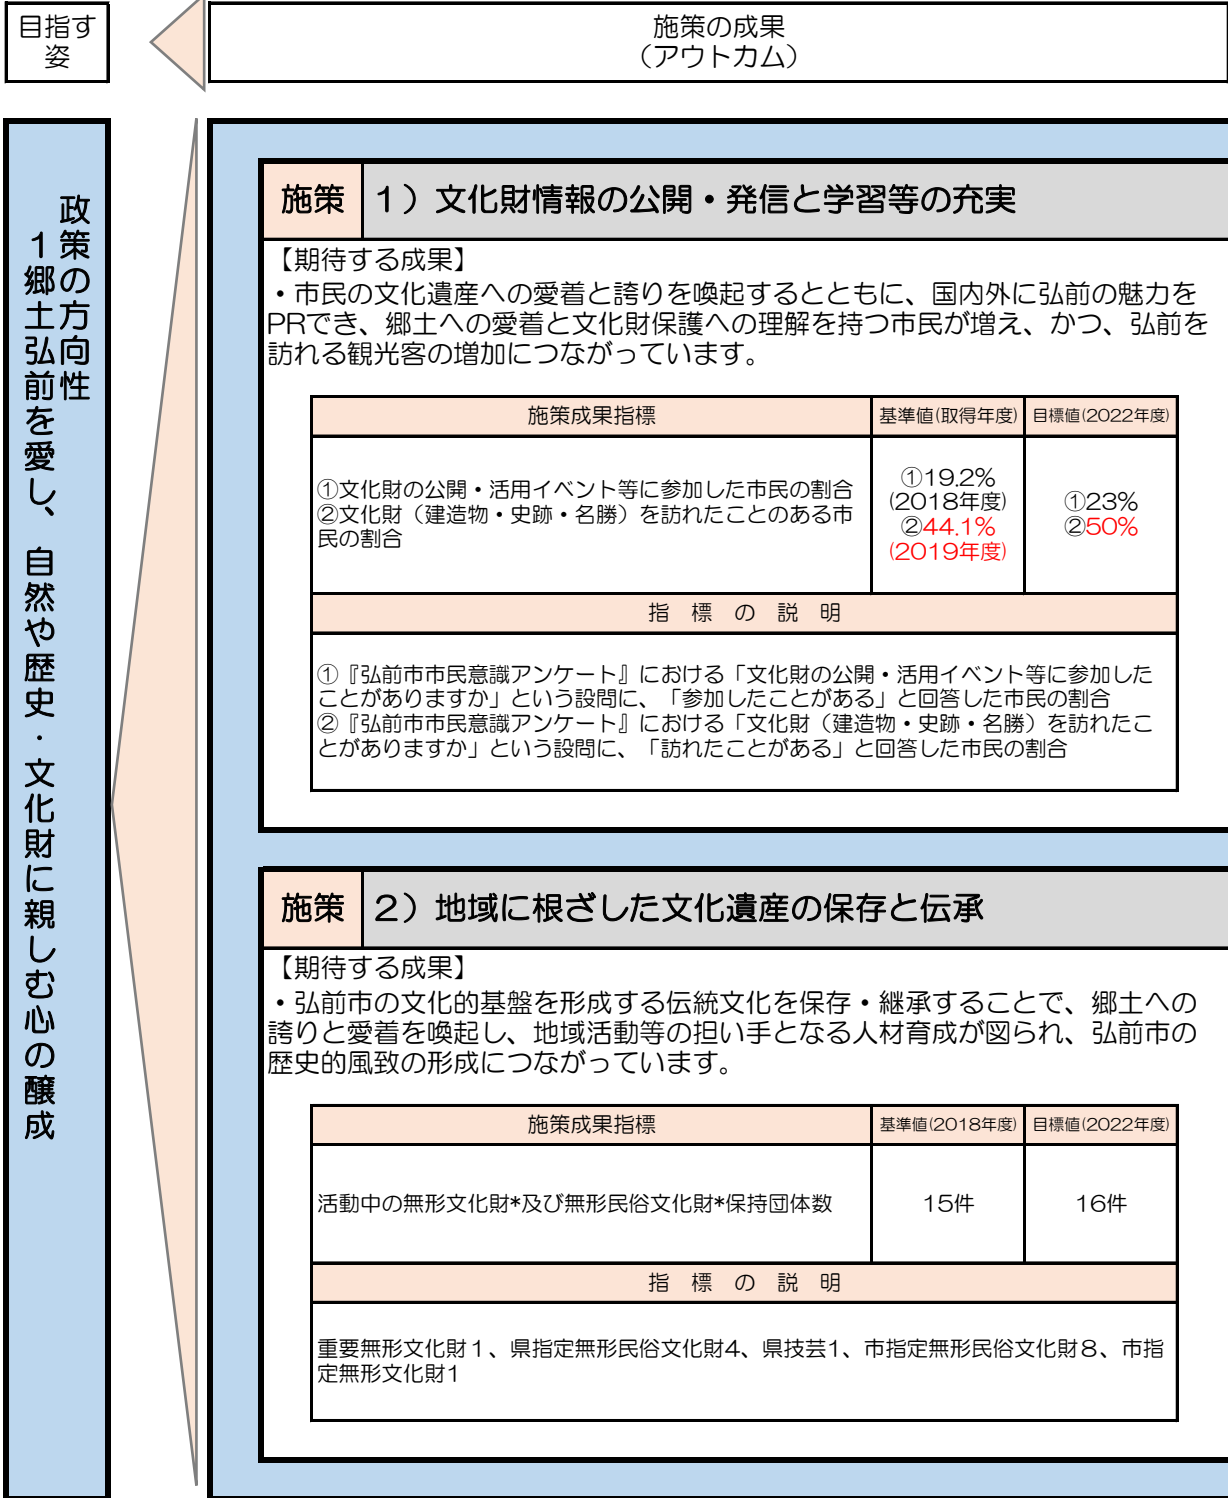 目指す
姿
施策の成果
（アウトカム）
政策の方向性
１郷土弘前を愛し、自然や歴史・文化財に親しむ心の醸成
施策
１）文化財情報の公開・発信と学習等の充実
【期待する成果】
・市民の文化遺産への愛着と誇りを喚起するとともに、国内外に弘前の魅力を
PRでき、郷土への愛着と文化財保護への理解を持つ市民が増え、かつ、弘前を
訪れる観光客の増加につながっています。
施策成果指標
基準値(取得年度)
目標値(2022年度)
①文化財の公開・活用イベント等に参加した市民の割合
②文化財（建造物・史跡・名勝）を訪れたことのある市
民の割合
①19.2%
(2018年度)
②44.1%
(2019年度)
①23%
②50%
指　標　の　説　明
①『弘前市市民意識アンケート』における「文化財の公開・活用イベント等に参加した
ことがありますか」という設問に、「参加したことがある」と回答した市民の割合
②『弘前市市民意識アンケート』における「文化財（建造物・史跡・名勝）を訪れたこ
とがありますか」という設問に、「訪れたことがある」と回答した市民の割合
施策
２）地域に根ざした文化遺産の保存と伝承
【期待する成果】
・弘前市の文化的基盤を形成する伝統文化を保存・継承することで、郷土への
誇りと愛着を喚起し、地域活動等の担い手となる人材育成が図られ、弘前市の
歴史的風致の形成につながっています。
施策成果指標
基準値(2018年度)
目標値(2022年度)
活動中の無形文化財*及び無形民俗文化財*保持団体数
15件
16件
指　標　の　説　明
重要無形文化財１、県指定無形民俗文化財4、県技芸1、市指定無形民俗文化財８、市指
定無形文化財1